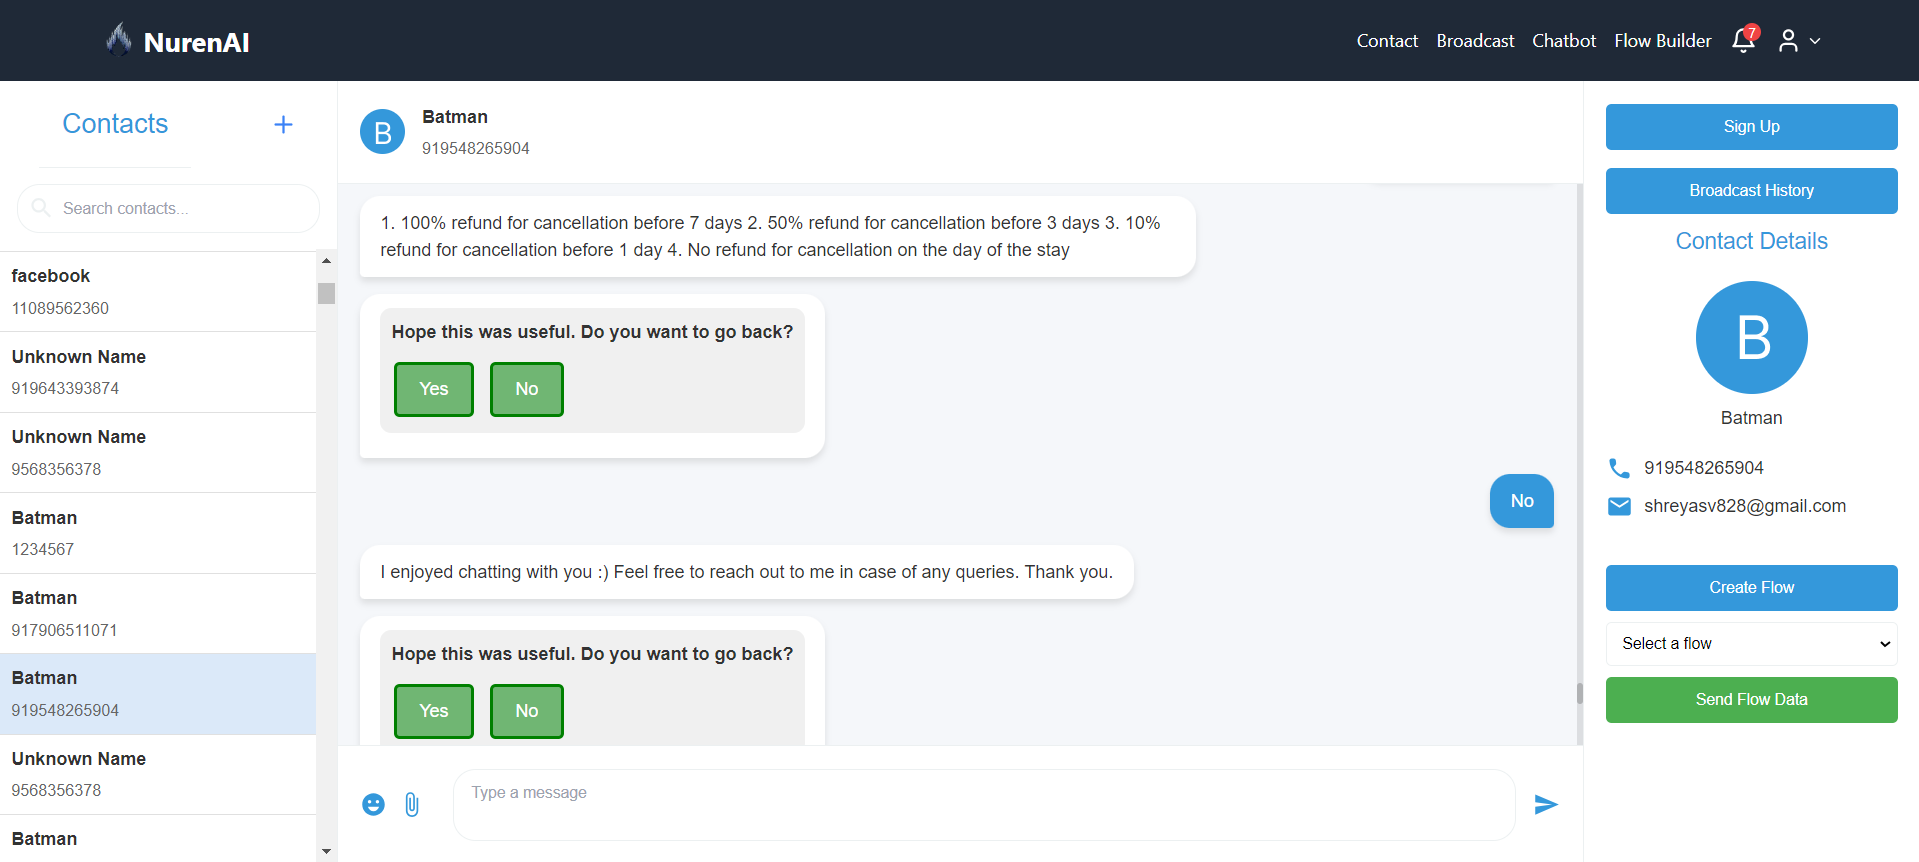 NurenAI
Contact Broadcast Chatbot Flow Builder 7
Contacts +
Search contacts...
facebook
11089562360
Unknown Name
919643393874
Unknown Name
9568356378
Batman
1234567
Batman
917906511071
Batman
919548265904
Unknown Name
9568356378
Batman
B
Batman
919548265904
1. 100% refund for cancellation before 7 days 2. 50% refund for cancellation before 3 days 3. 10%
refund for cancellation before 1 day 4. No refund for cancellation on the day of the stay
Hope this was useful. Do you want to go back?
Yes No
No
I enjoyed chatting with you :) Feel free to reach out to me in case of any queries. Thank you.
Hope this was useful. Do you want to go back?
Yes No
Type a message
Sign Up
Broadcast History
Contact Details
B
Batman
919548265904
shreyasv828@gmail.com
Create Flow
Select a flow
Send Flow Data